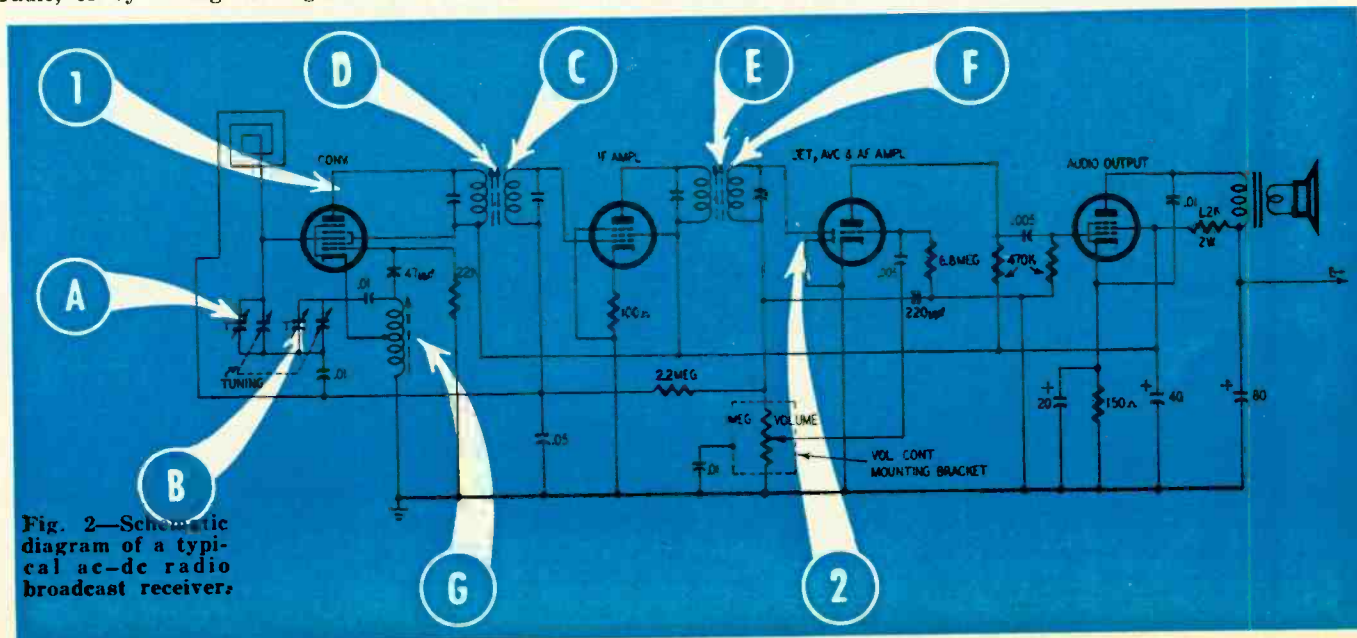 1
D
C
E
F
CONV.
IF AMPL
DET, AVC & AF AMPL
AUDIO OUTPUT
.01
47µµf
22K
.005
.005
6.8MEG
470K
1.2K
2W
.01
B+
A
100Ω
220µµf
TUNING
.01
2.2MEG
MEG
VOLUME
20
150Ω
40
80
.05
.01
VOL CONT
MOUNTING BRACKET
B
G
2
Fig. 2—Schematic
diagram of a typi-
cal ac-dc radio
broadcast receiver.